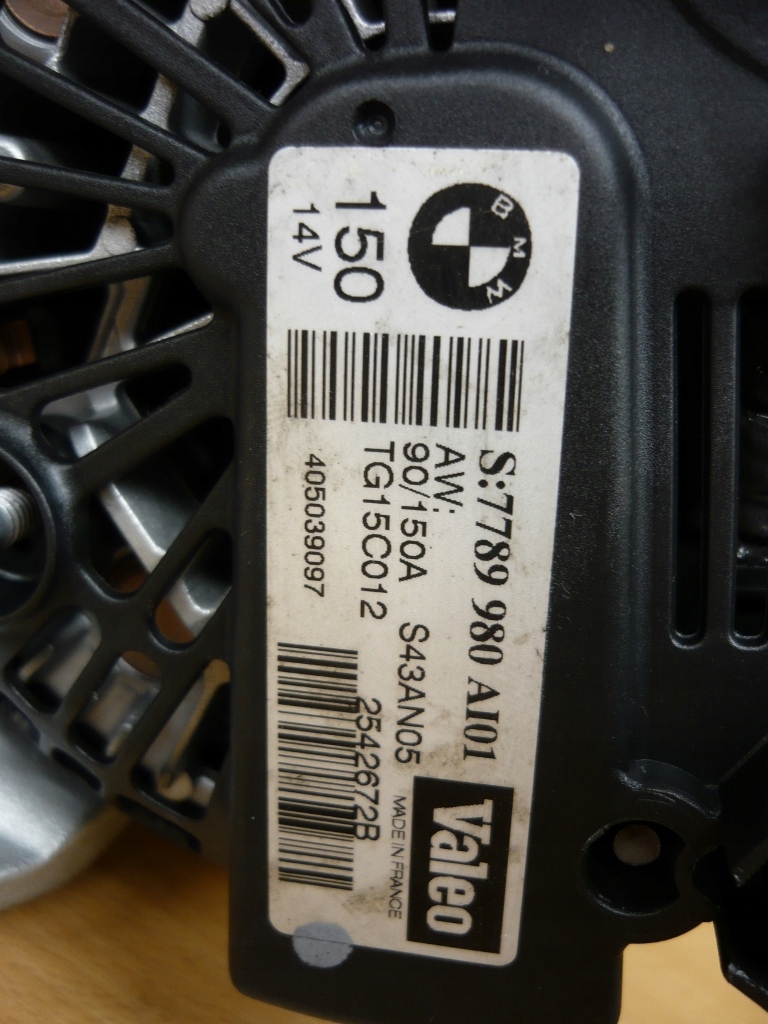 BMW
150
14V
S:7789 980 AI01
AW:
90/150A S43AN05
TG15C012
2542672B
405039097
Valeo
MADE IN FRANCE